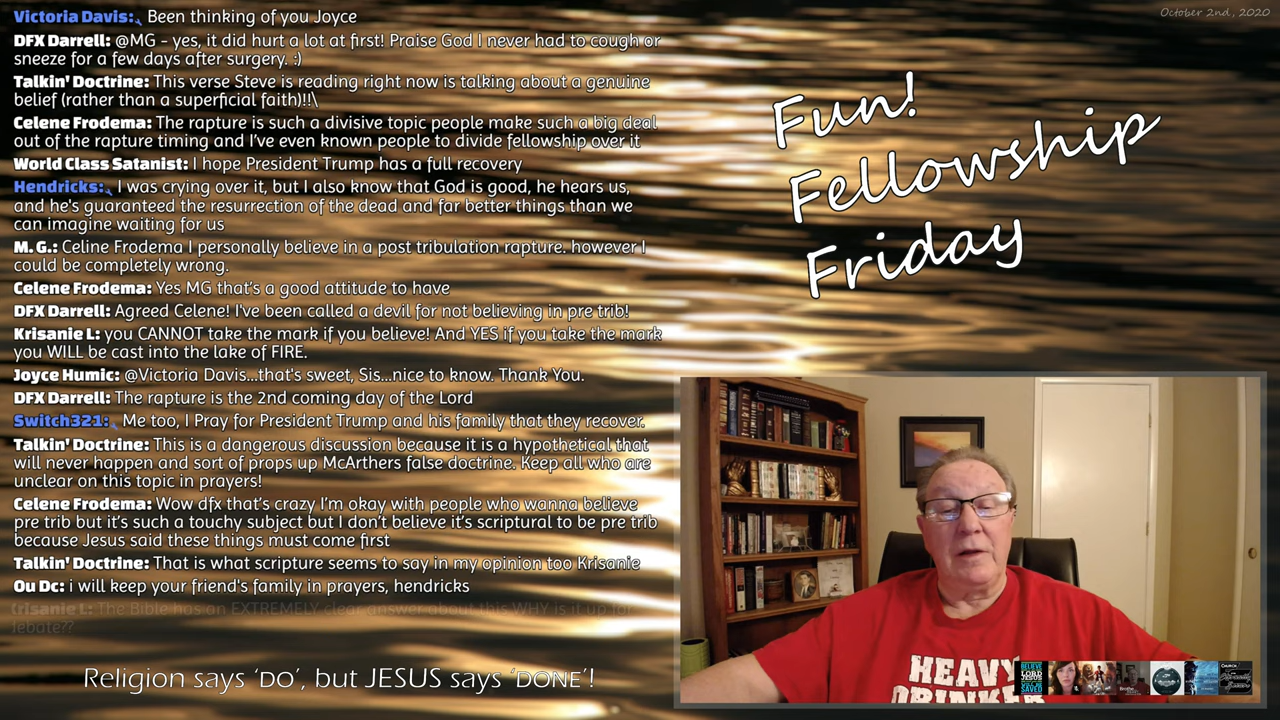 October 2nd, 2020
Victoria Davis: Been thinking of you Joyce
DFX Darrell: @MG - yes, it did hurt a lot at first! Praise God I never had to cough or
sneeze for a few days after surgery. :)
Talkin' Doctrine: This verse Steve is reading right now is talking about a genuine
belief (rather than a superficial faith)!!\
Celene Frodema: The rapture is such a divisive topic people make such a big deal
out of the rapture timing and I've even known people to divide fellowship over it
World Class Satanist: I hope President Trump has a full recovery
Hendricks: I was crying over it, but I also know that God is good, he hears us,
and he's guaranteed the resurrection of the dead and far better things than we
can imagine waiting for us
M. G.: Celine Frodema I personally believe in a post tribulation rapture. however I
could be completely wrong.
Celene Frodema: Yes MG that's a good attitude to have
DFX Darrell: Agreed Celene! I've been called a devil for not believing in pre trib!
Krisanie L: you CANNOT take the mark if you believe! And YES if you take the mark
you WILL be cast into the lake of FIRE.
Joyce Humic: @Victoria Davis...that's sweet, Sis...nice to know. Thank You.
DFX Darrell: The rapture is the 2nd coming day of the Lord
Switch321: Me too, I Pray for President Trump and his family that they recover.
Talkin' Doctrine: This is a dangerous discussion because it is a hypothetical that
will never happen and sort of props up McArthers false doctrine. Keep all who are
unclear on this topic in prayers!
Celene Frodema: Wow dfx that's crazy I'm okay with people who wanna believe
pre trib but it's such a touchy subject but I don't believe it's scriptural to be pre trib
because Jesus said these things must come first
Talkin' Doctrine: That is what scripture seems to say in my opinion too Krisanie
Ou Dc: i will keep your friend's family in prayers, hendricks
Krisanie L: The Bible has an EXTREMELY clear answer about this WHY is it up for
debate??
Religion says 'DO', but JESUS says 'DONE'!
Fun!
Fellowship
Friday
HEAVY
DRINKER
BELIEVE
LORD
JESUS
SAVED
CHURCH